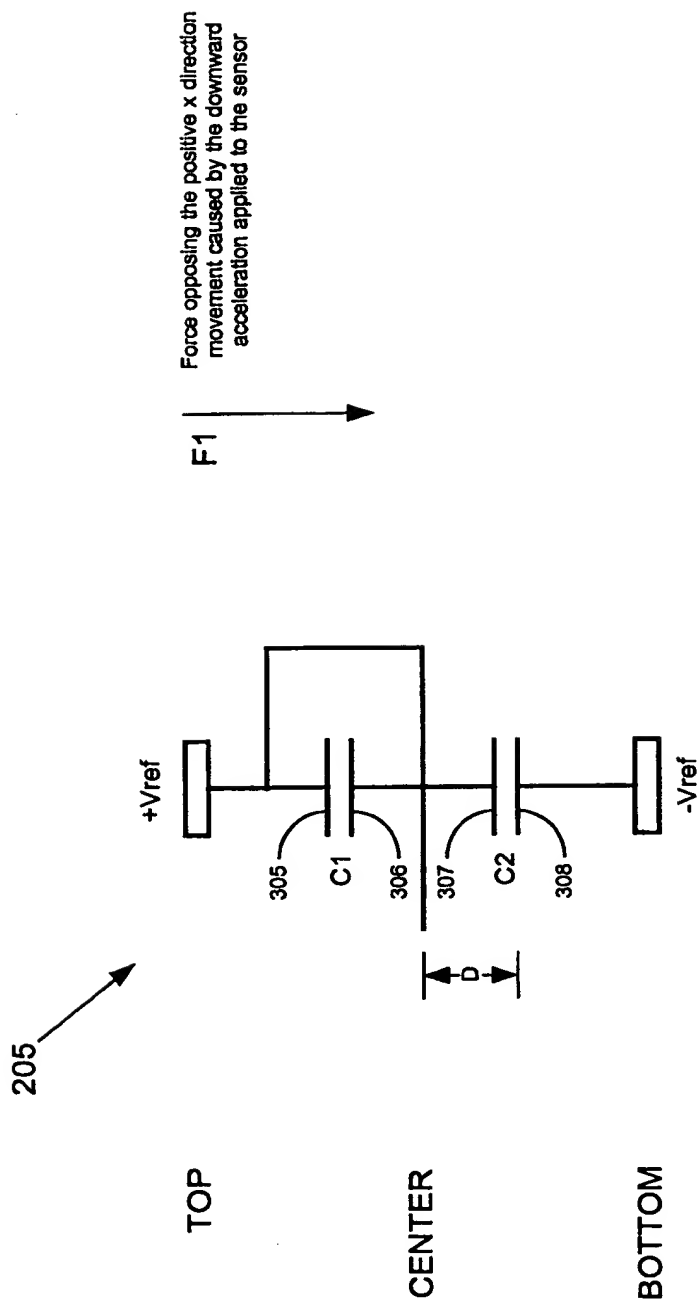 205
TOP
CENTER
BOTTOM
+Vref
305
C1
306
307
C2
308
D
-Vref
F1
Force opposing the positive x direction
movement caused by the downward
acceleration applied to the sensor